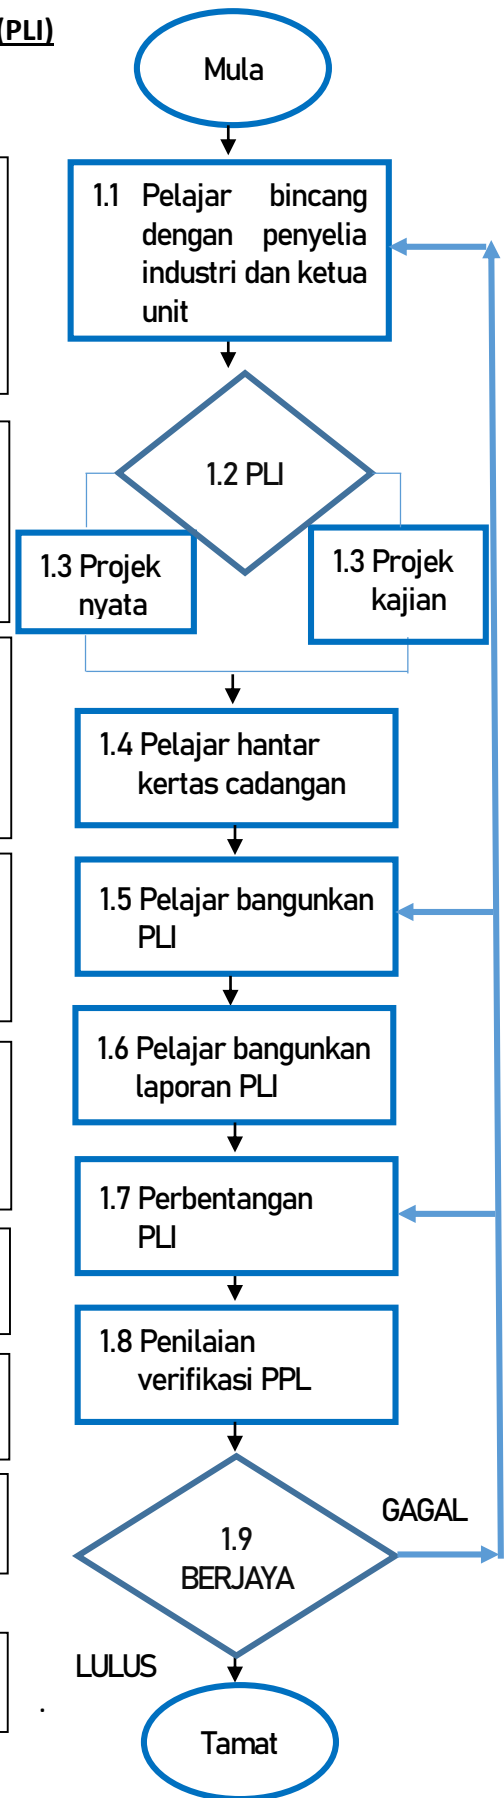 (PLI)
Mula
1.1 Pelajar bincang
dengan penyelia
industri dan ketua
unit
1.2 PLI
1.3 Projek
nyata
1.3 Projek
kajian
1.4 Pelajar hantar
kertas cadangan
1.5 Pelajar bangunkan
PLI
1.6 Pelajar bangunkan
laporan PLI
1.7 Perbentangan
PLI
1.8 Penilaian
verifikasi PPL
1.9
BERJAYA
GAGAL
LULUS
.
Tamat